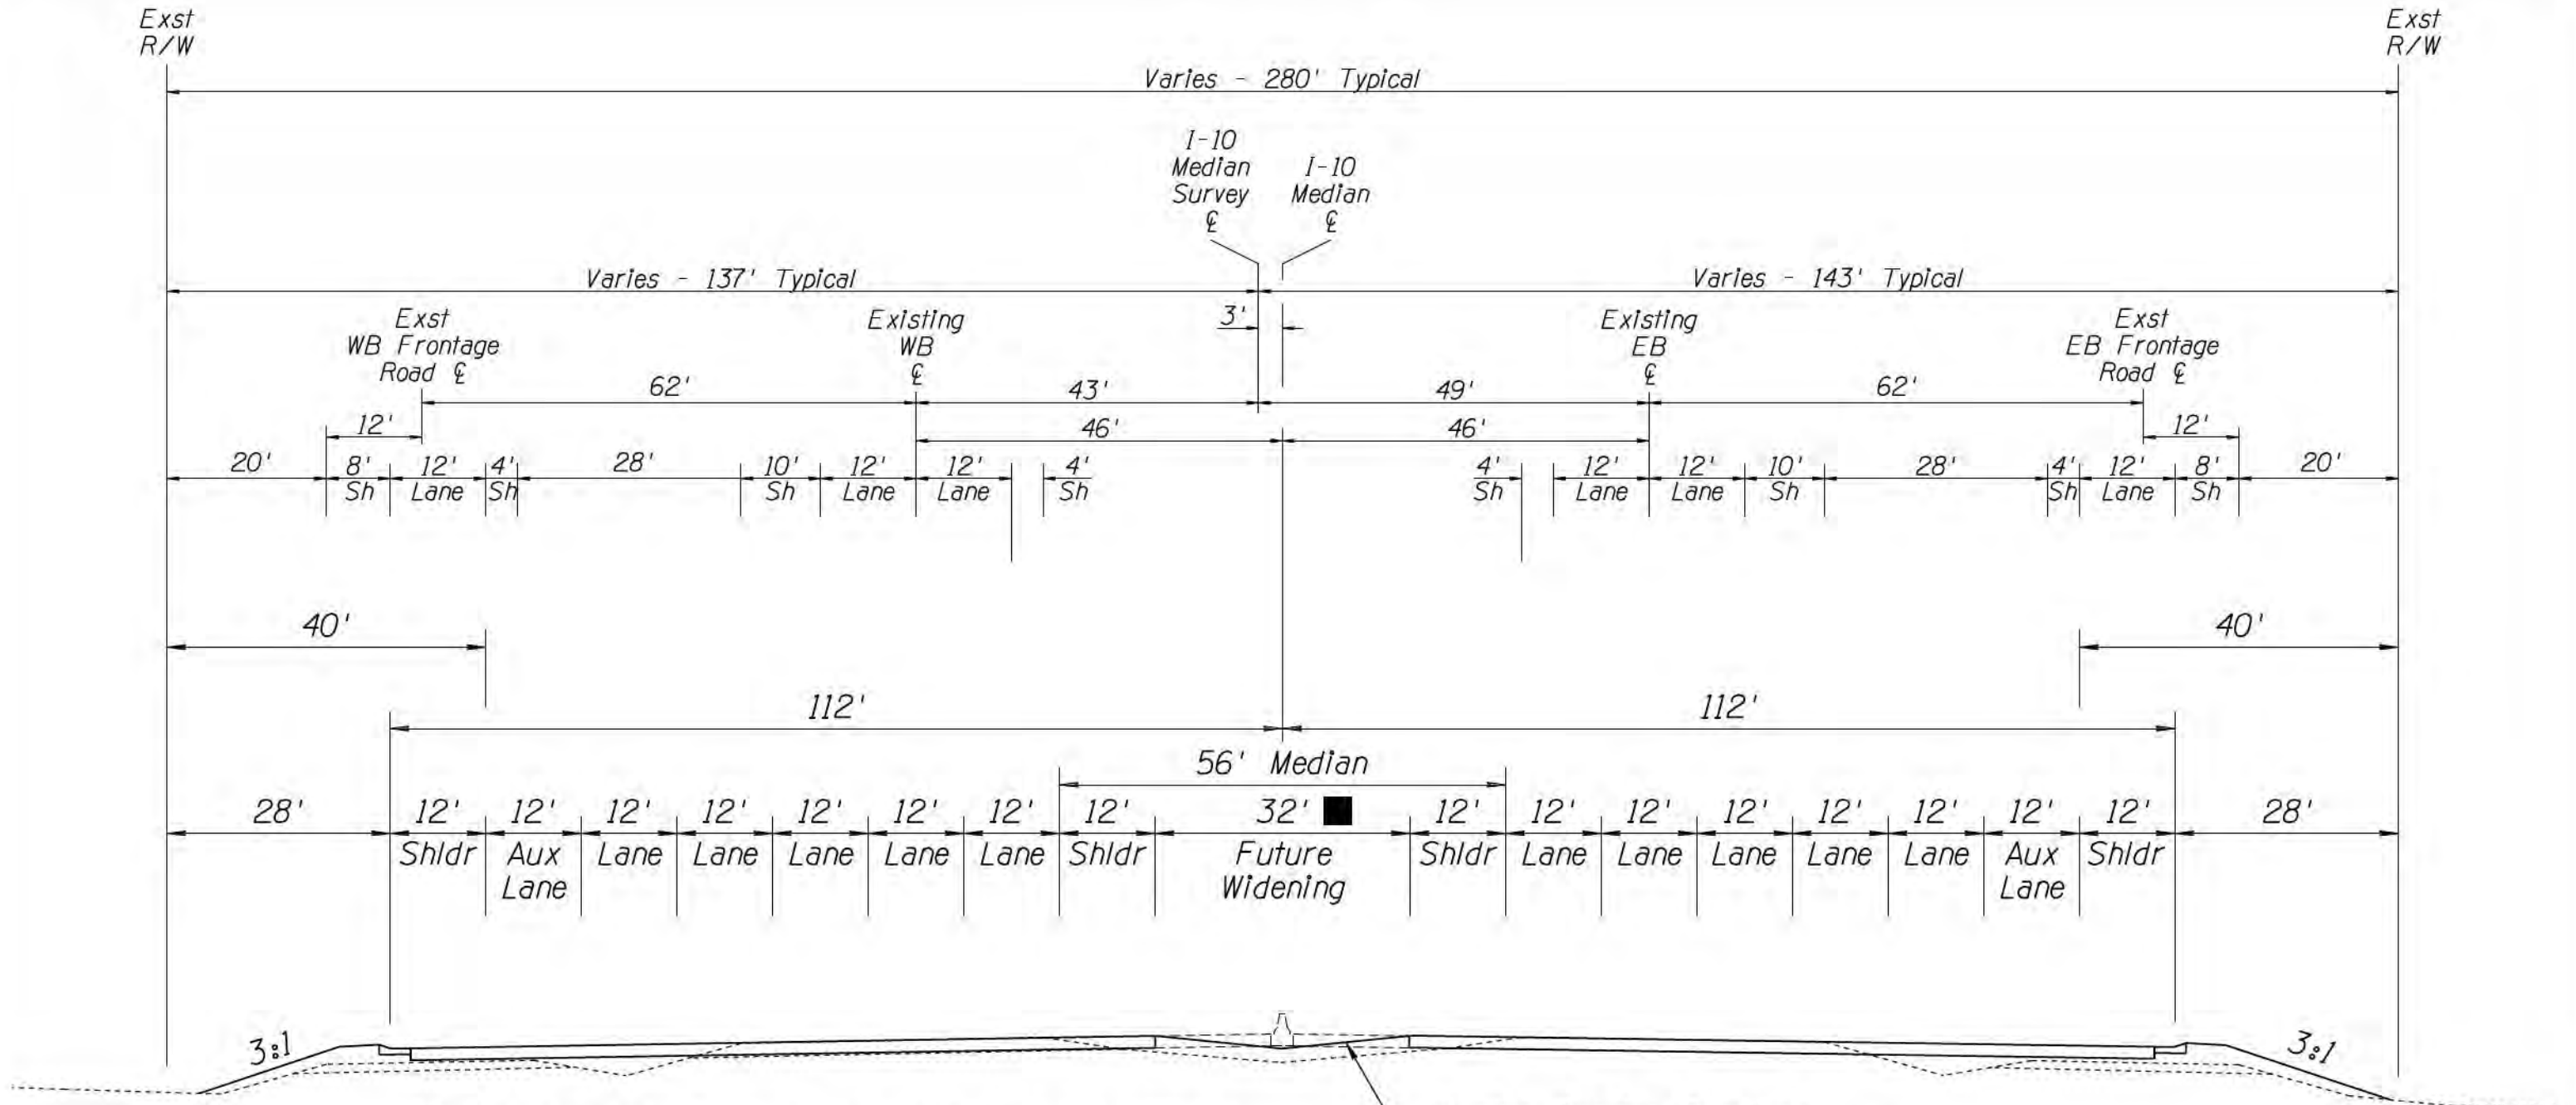 Exst
R/W
Exst
R/W
Varies - 280' Typical
I-10
Median
Survey
℄
I-10
Median
℄
Varies - 137' Typical
Varies - 143' Typical
3'
Exst
WB Frontage
Road ℄
Existing
WB
℄
Existing
EB
℄
Exst
EB Frontage
Road ℄
62'
43'
49'
62'
12'
46'
46'
12'
20'
8'
Sh
12'
Lane
4'
Sh
28'
10'
Sh
12'
Lane
12'
Lane
4'
Sh
4'
Sh
12'
Lane
12'
Lane
10'
Sh
28'
4'
Sh
12'
Lane
8'
Sh
20'
40'
40'
112'
112'
56' Median
28'
12'
Shldr
12'
Aux
Lane
12'
Lane
12'
Lane
12'
Lane
12'
Lane
12'
Lane
12'
Shldr
32'
Future
Widening
12'
Shldr
12'
Lane
12'
Lane
12'
Lane
12'
Lane
12'
Lane
12'
Aux
Lane
12'
Shldr
28'
3:1
3:1